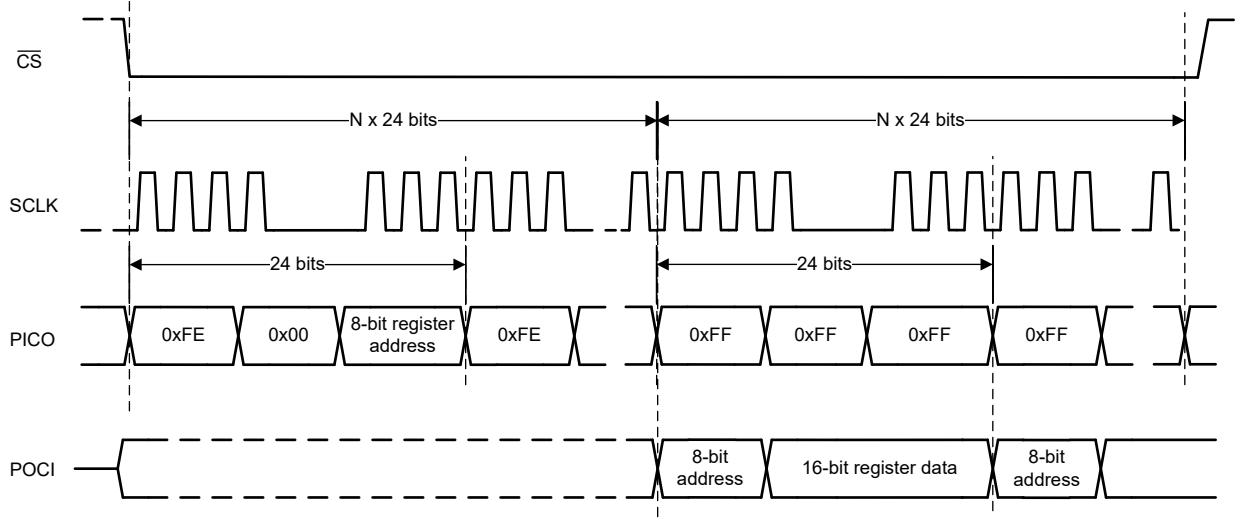 C̅S̅
N x 24 bits
N x 24 bits
SCLK
24 bits
24 bits
PICO
0xFE
0x00
8-bit register
address
0xFE
0xFF
0xFF
0xFF
0xFF
POCI
8-bit
address
16-bit register data
8-bit
address